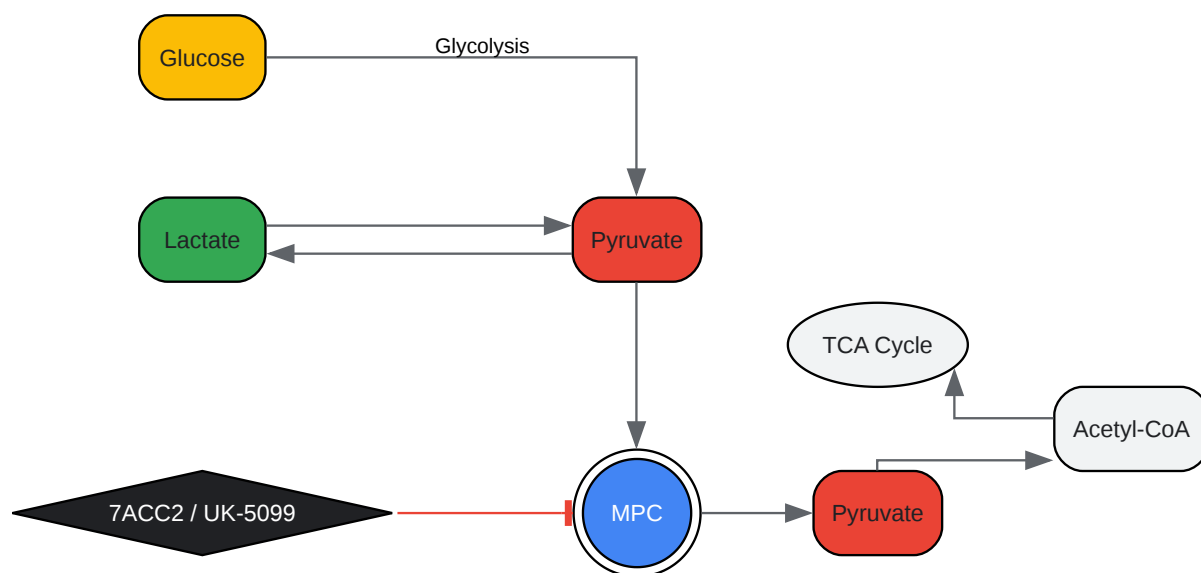 Glycolysis
Glucose
Lactate
Pyruvate
TCA Cycle
Acetyl-CoA
7ACC2 / UK-5099
MPC
Pyruvate